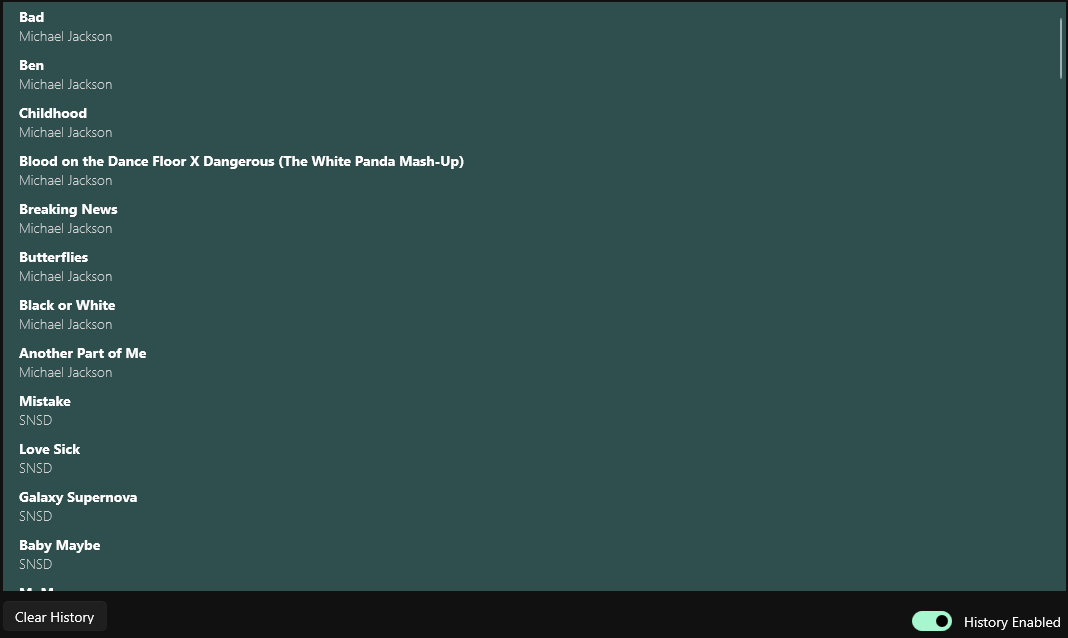 Bad
Michael Jackson
Ben
Michael Jackson
Childhood
Michael Jackson
Blood on the Dance Floor X Dangerous (The White Panda Mash-Up)
Michael Jackson
Breaking News
Michael Jackson
Butterflies
Michael Jackson
Black or White
Michael Jackson
Another Part of Me
Michael Jackson
Mistake
SNSD
Love Sick
SNSD
Galaxy Supernova
SNSD
Baby Maybe
SNSD
Clear History
History Enabled